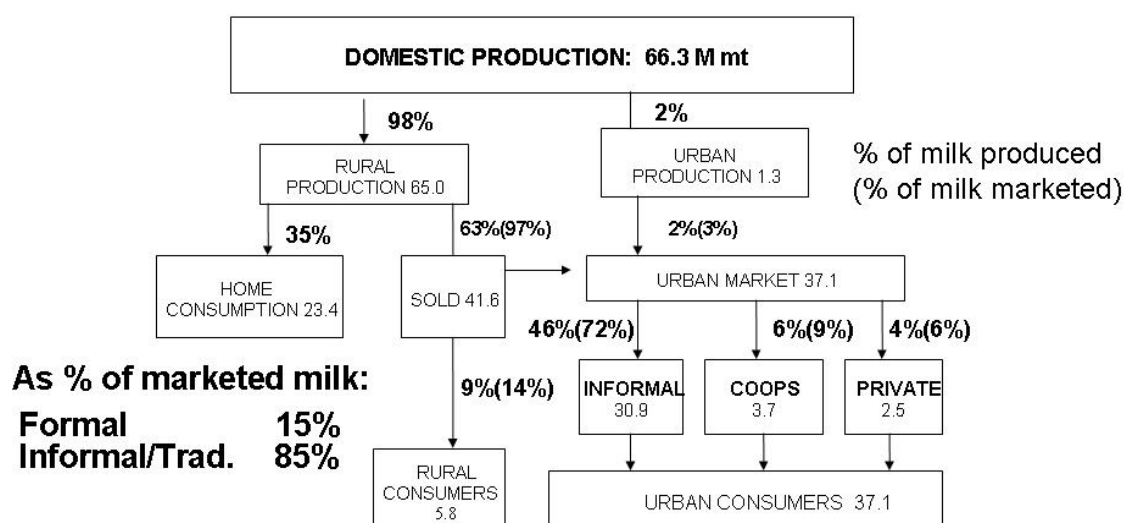 DOMESTIC PRODUCTION: 66.3 M mt
98%
2%
RURAL
PRODUCTION 65.0
URBAN
PRODUCTION 1.3
% of milk produced
(% of milk marketed)
35%
63%(97%)
2%(3%)
HOME
CONSUMPTION 23.4
SOLD 41.6
URBAN MARKET 37.1
46%(72%)
6%(9%)
4%(6%)
As % of marketed milk:
Formal 15%
Informal/Trad. 85%
9%(14%)
INFORMAL
30.9
COOPS
3.7
PRIVATE
2.5
RURAL
CONSUMERS
5.8
URBAN CONSUMERS 37.1